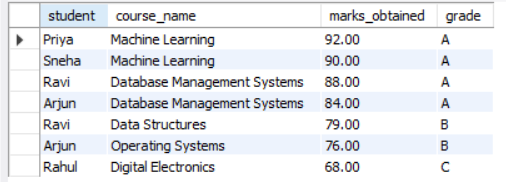 student course_name marks_obtained grade
Priya Machine Learning 92.00 A
Sneha Machine Learning 90.00 A
Ravi Database Management Systems 88.00 A
Arjun Database Management Systems 84.00 A
Ravi Data Structures 79.00 B
Arjun Operating Systems 76.00 B
Rahul Digital Electronics 68.00 C